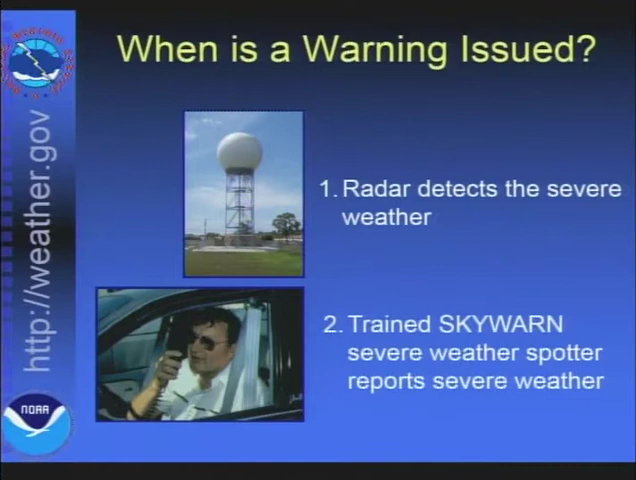 When is a Warning Issued?
http://weather.gov
1. Radar detects the severe
weather
2. Trained SKYWARN
severe weather spotter
reports severe weather
NOAA